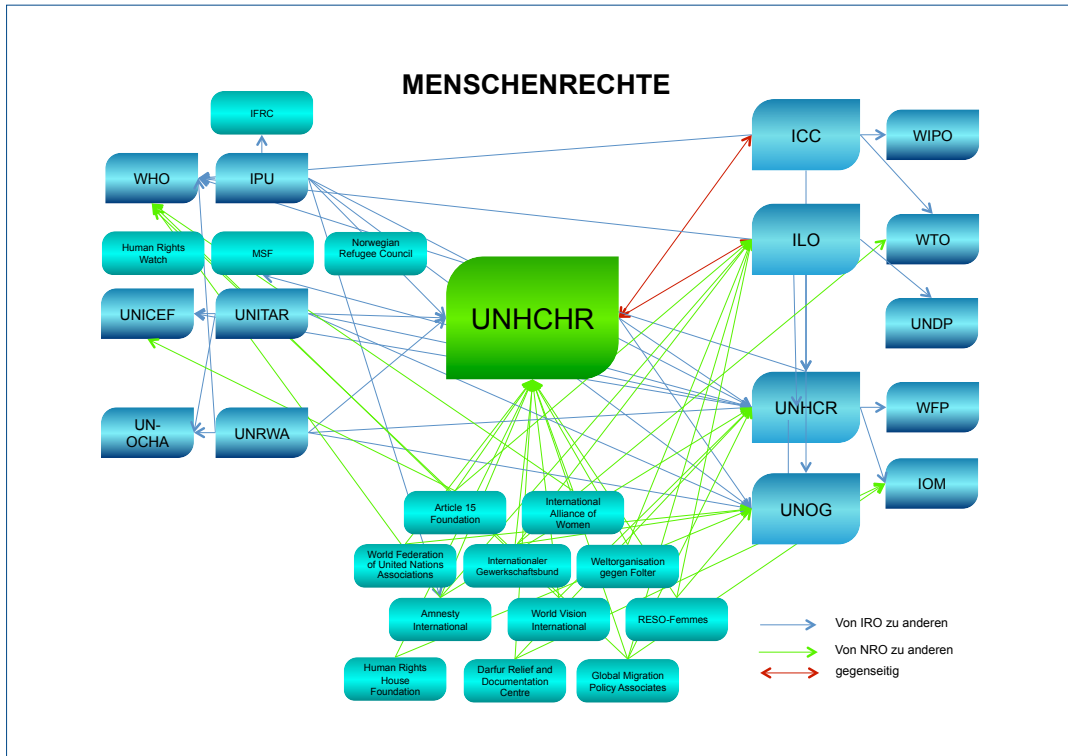 MENSCHENRECHTE
IFRC
ICC
WIPO
WHO
IPU
Human Rights
Watch
MSF
Norwegian
Refugee Council
ILO
WTO
UNICEF
UNITAR
UNHCHR
UNDP
UN-
OCHA
UNRWA
UNHCR
WFP
IOM
UNOG
Article 15
Foundation
International
Alliance of
Women
World Federation
of United Nations
Associations
Internationaler
Gewerkschaftsbund
Weltorganisation
gegen Folter
Amnesty
International
World Vision
International
RESO-Femmes
Human Rights
House
Foundation
Darfur Relief and
Documentation
Centre
Global Migration
Policy Associates
Von IRO zu anderen
Von NRO zu anderen
gegenseitig